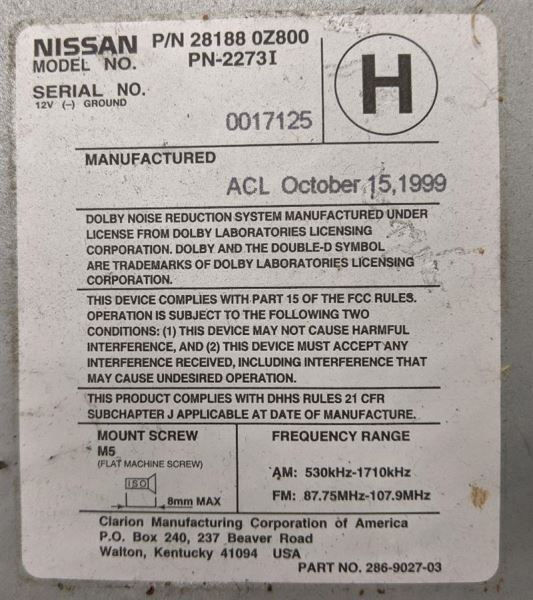 NISSAN P/N 28188 0Z800
MODEL NO. PN-2273I
SERIAL NO.
12V (-) GROUND
0017125
H
MANUFACTURED
ACL October 15,1999
DOLBY NOISE REDUCTION SYSTEM MANUFACTURED UNDER
LICENSE FROM DOLBY LABORATORIES LICENSING
CORPORATION. DOLBY AND THE DOUBLE-D SYMBOL
ARE TRADEMARKS OF DOLBY LABORATORIES LICENSING
CORPORATION.
THIS DEVICE COMPLIES WITH PART 15 OF THE FCC RULES.
OPERATION IS SUBJECT TO THE FOLLOWING TWO
CONDITIONS: (1) THIS DEVICE MAY NOT CAUSE HARMFUL
INTERFERENCE, AND (2) THIS DEVICE MUST ACCEPT ANY
INTERFERENCE RECEIVED, INCLUDING INTERFERENCE THAT
MAY CAUSE UNDESIRED OPERATION.
THIS PRODUCT COMPLIES WITH DHHS RULES 21 CFR
SUBCHAPTER J APPLICABLE AT DATE OF MANUFACTURE.
MOUNT SCREW
M5
(FLAT MACHINE SCREW)
ISO
8mm MAX
FREQUENCY RANGE
AM: 530kHz-1710kHz
FM: 87.75MHz-107.9MHz
Clarion Manufacturing Corporation of America
P.O. Box 240, 237 Beaver Road
Walton, Kentucky 41094 USA
PART NO. 286-9027-03